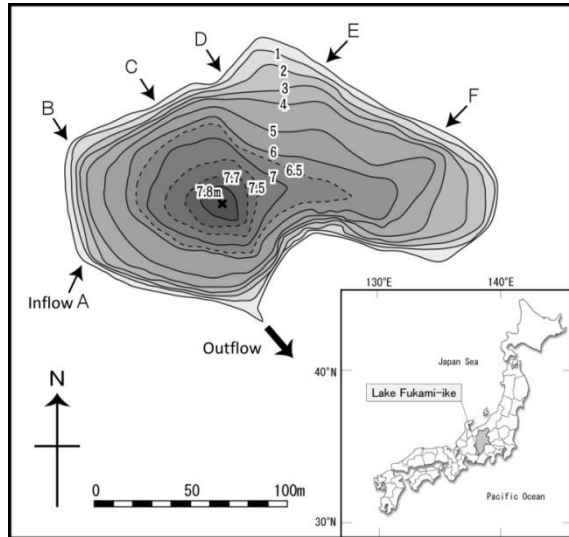 E
D
C
B
F
1
2
3
4
5
6
6.5
7
7.7
7.5
7.8m
Inflow A
Outflow
N
0 50 100m
130°E 140°E
Japan Sea
40°N
Lake Fukami-ike
Pacific Ocean
30°N